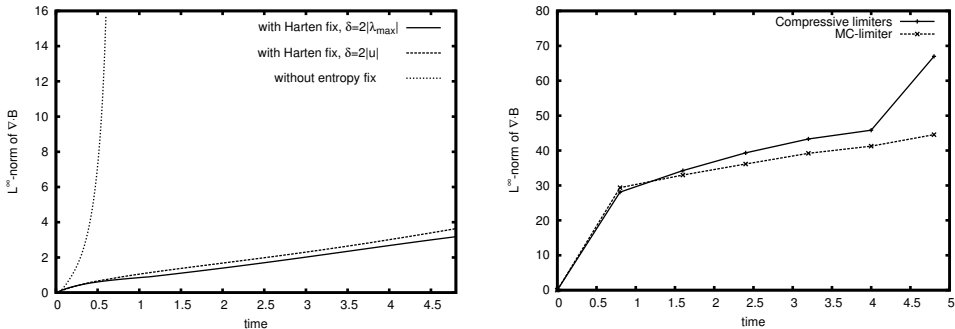 16
14
12
10
8
6
4
2
0
L∞-norm of ∇·B
with Harten fix, δ=2|λmax|
with Harten fix, δ=2|u|
without entropy fix
0 0.5 1 1.5 2 2.5 3 3.5 4 4.5
time
80
70
60
50
40
30
20
10
0
L∞-norm of ∇·B
Compressive limiters
MC-limiter
0 0.5 1 1.5 2 2.5 3 3.5 4 4.5 5
time